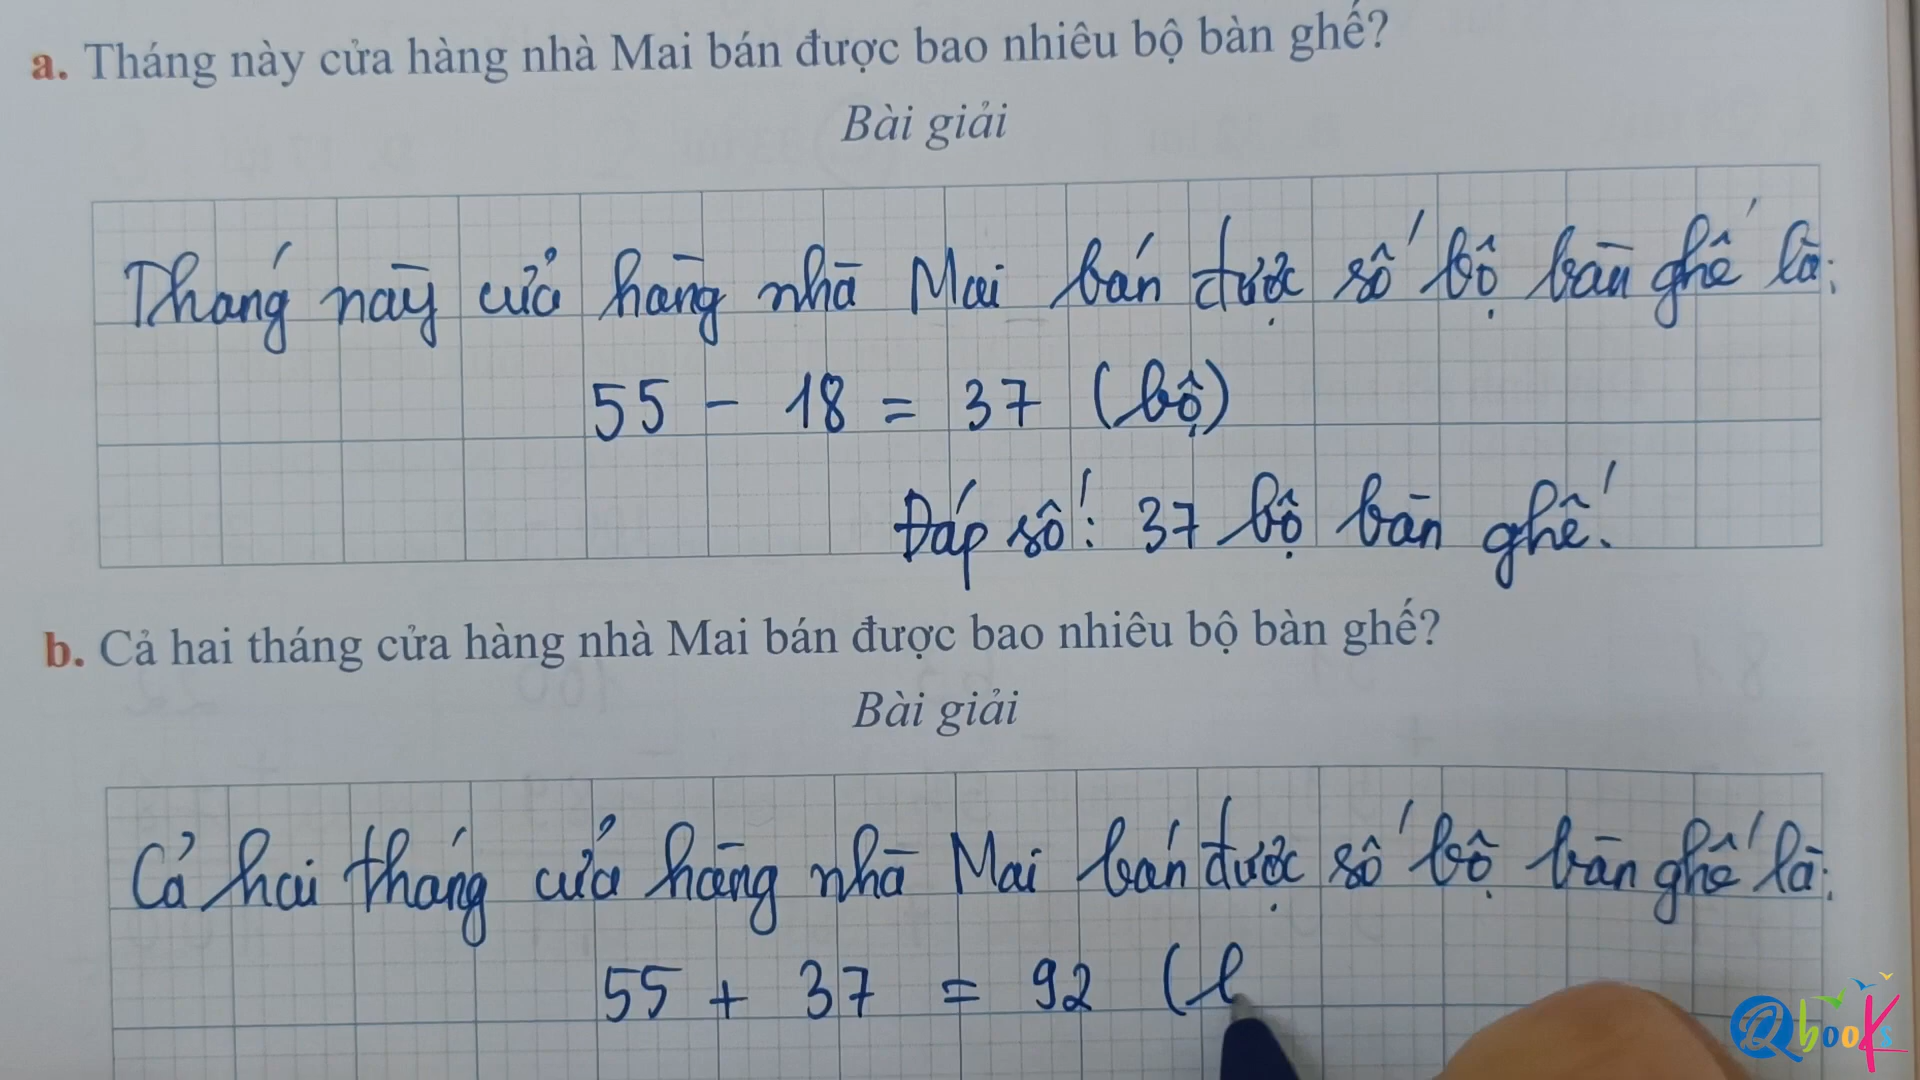 a. Tháng này cửa hàng nhà Mai bán được bao nhiêu bộ bàn ghế?
Bài giải
Tháng này cửa hàng nhà Mai bán được số bộ bàn ghế là:
55 - 18 = 37 (bộ)
Đáp số: 37 bộ bàn ghế.
b. Cả hai tháng cửa hàng nhà Mai bán được bao nhiêu bộ bàn ghế?
Bài giải
Cả hai tháng cửa hàng nhà Mai bán được số bộ bàn ghế là:
55 + 37 = 92 (
Qbooks